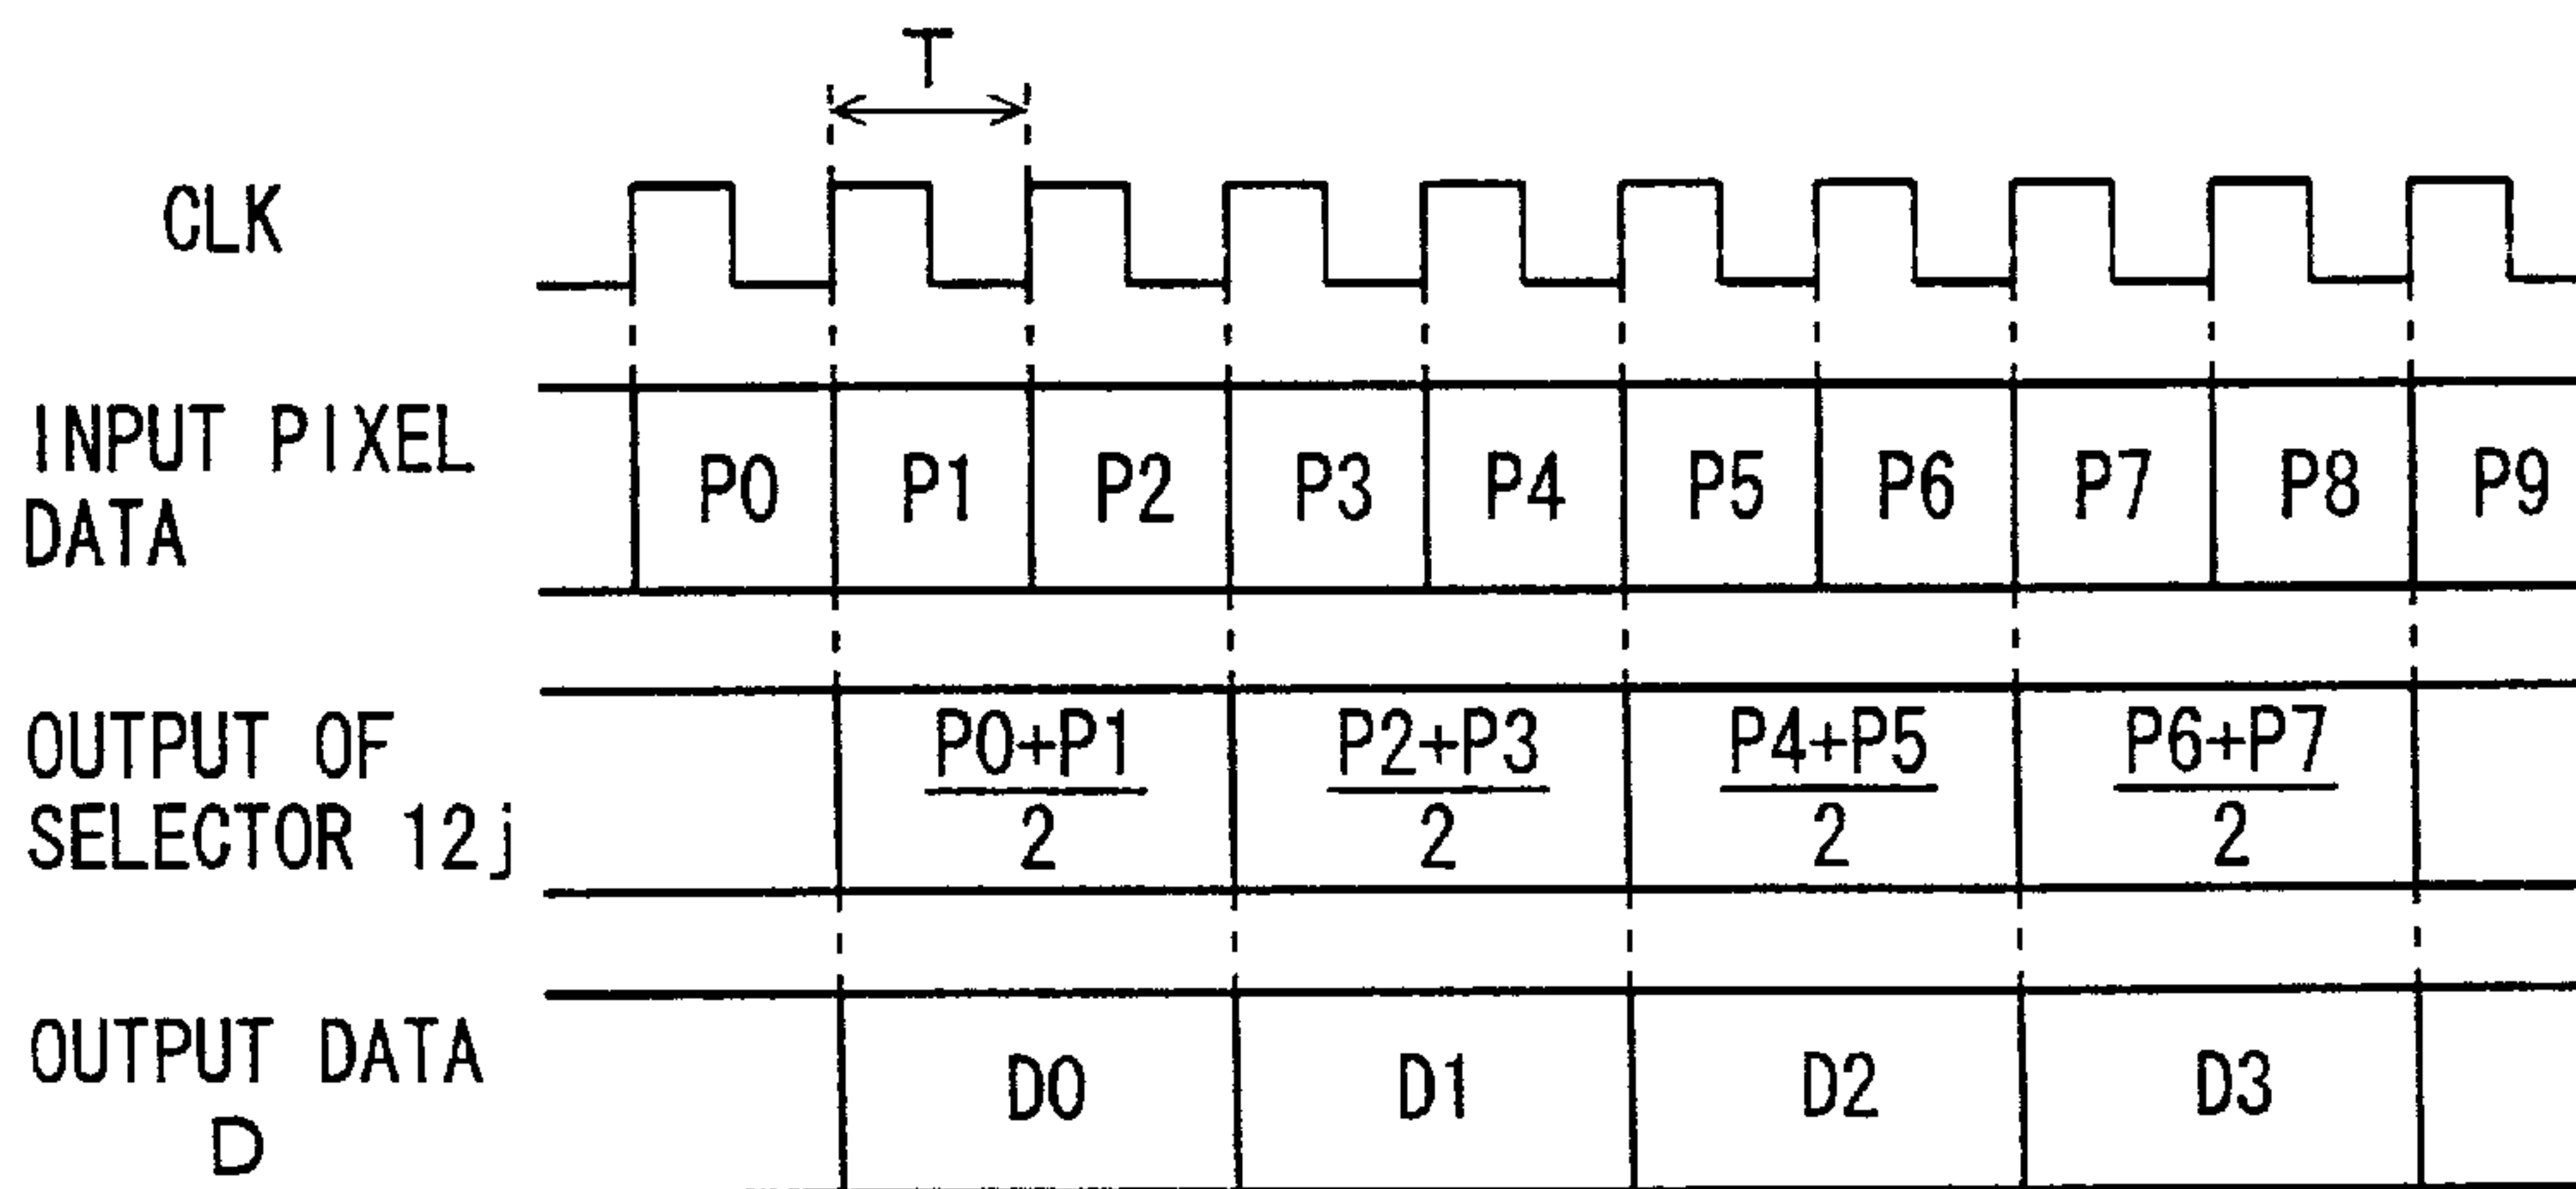 T
CLK
INPUT PIXEL
DATA
P0 P1 P2 P3 P4 P5 P6 P7 P8 P9
OUTPUT OF
SELECTOR 12j
P0+P1 P2+P3 P4+P5 P6+P7
2 2 2 2
OUTPUT DATA
D
D0 D1 D2 D3